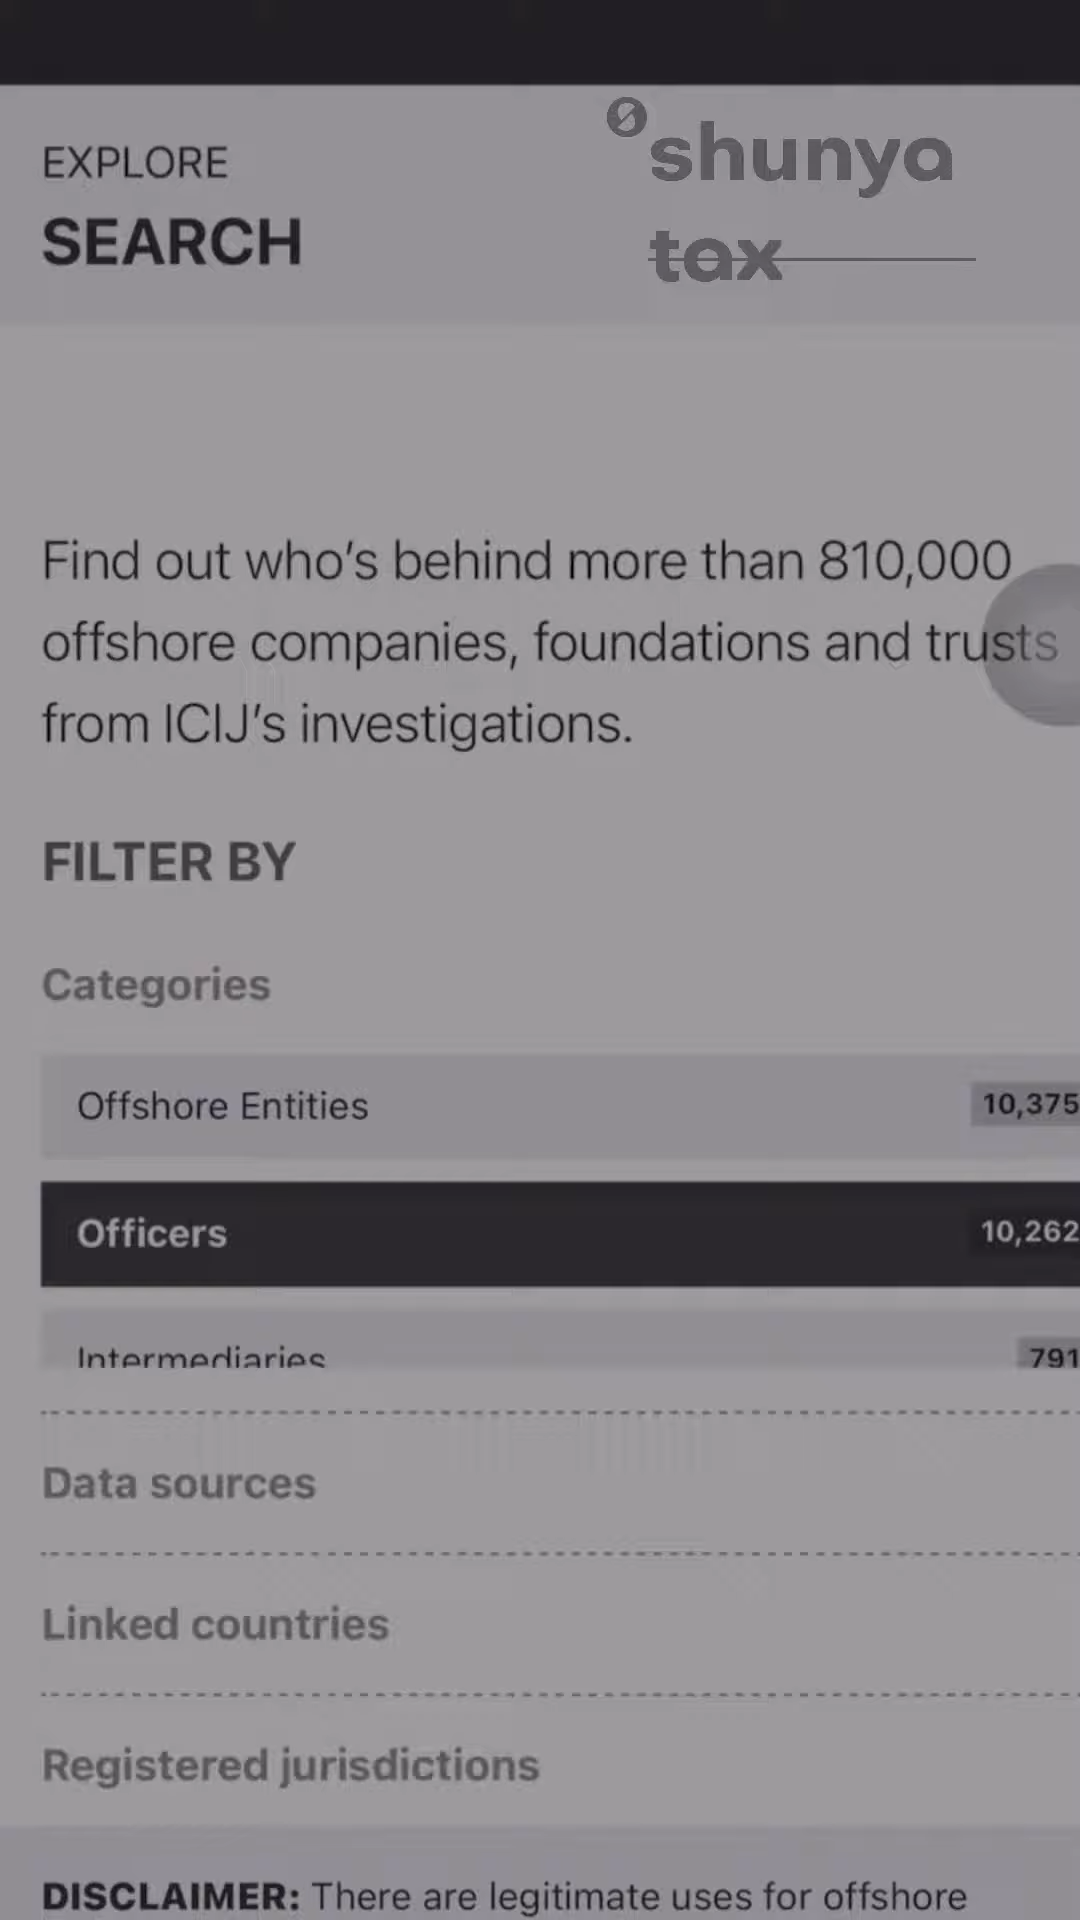 EXPLORE
SEARCH
shunya
tax
Find out who's behind more than 810,000
offshore companies, foundations and trusts
from ICIJ's investigations.
FILTER BY
Categories
Offshore Entities 10,375
Officers 10,262
Intermediaries 791
Data sources
Linked countries
Registered jurisdictions
DISCLAIMER: There are legitimate uses for offshore